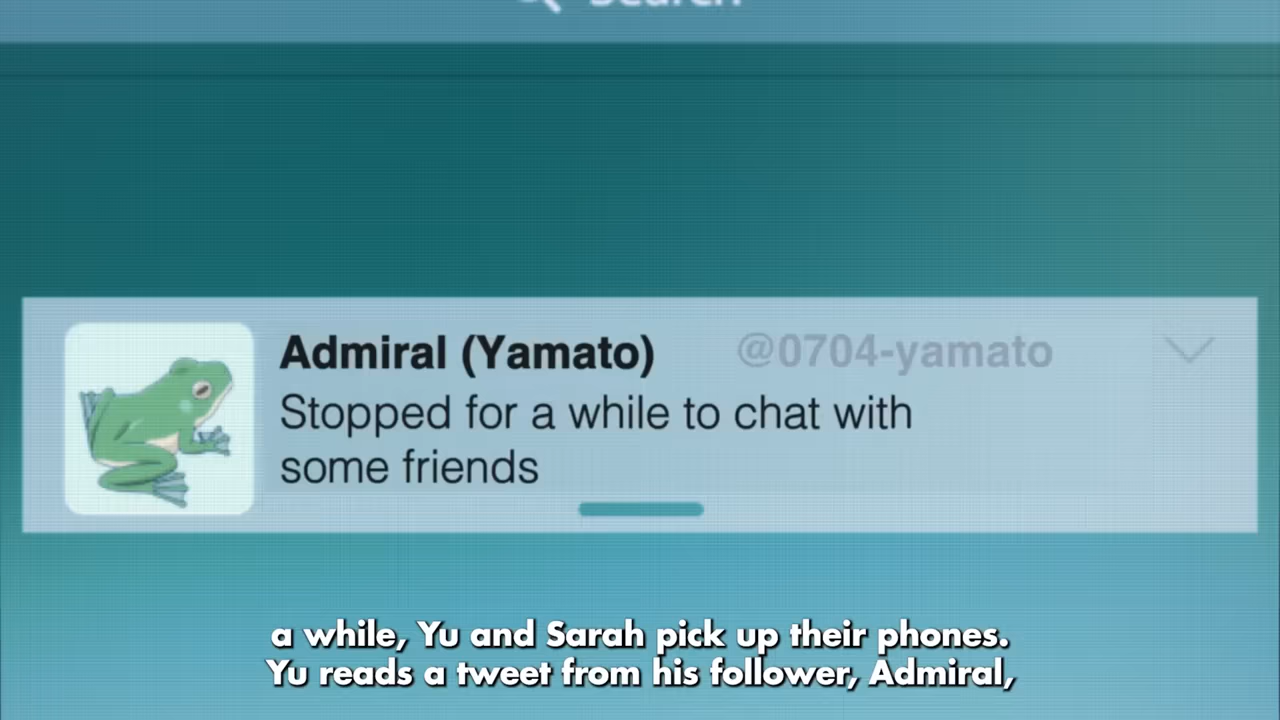 Search
Admiral (Yamato) @0704-yamato
Stopped for a while to chat with
some friends
a while, Yu and Sarah pick up their phones.
Yu reads a tweet from his follower, Admiral,